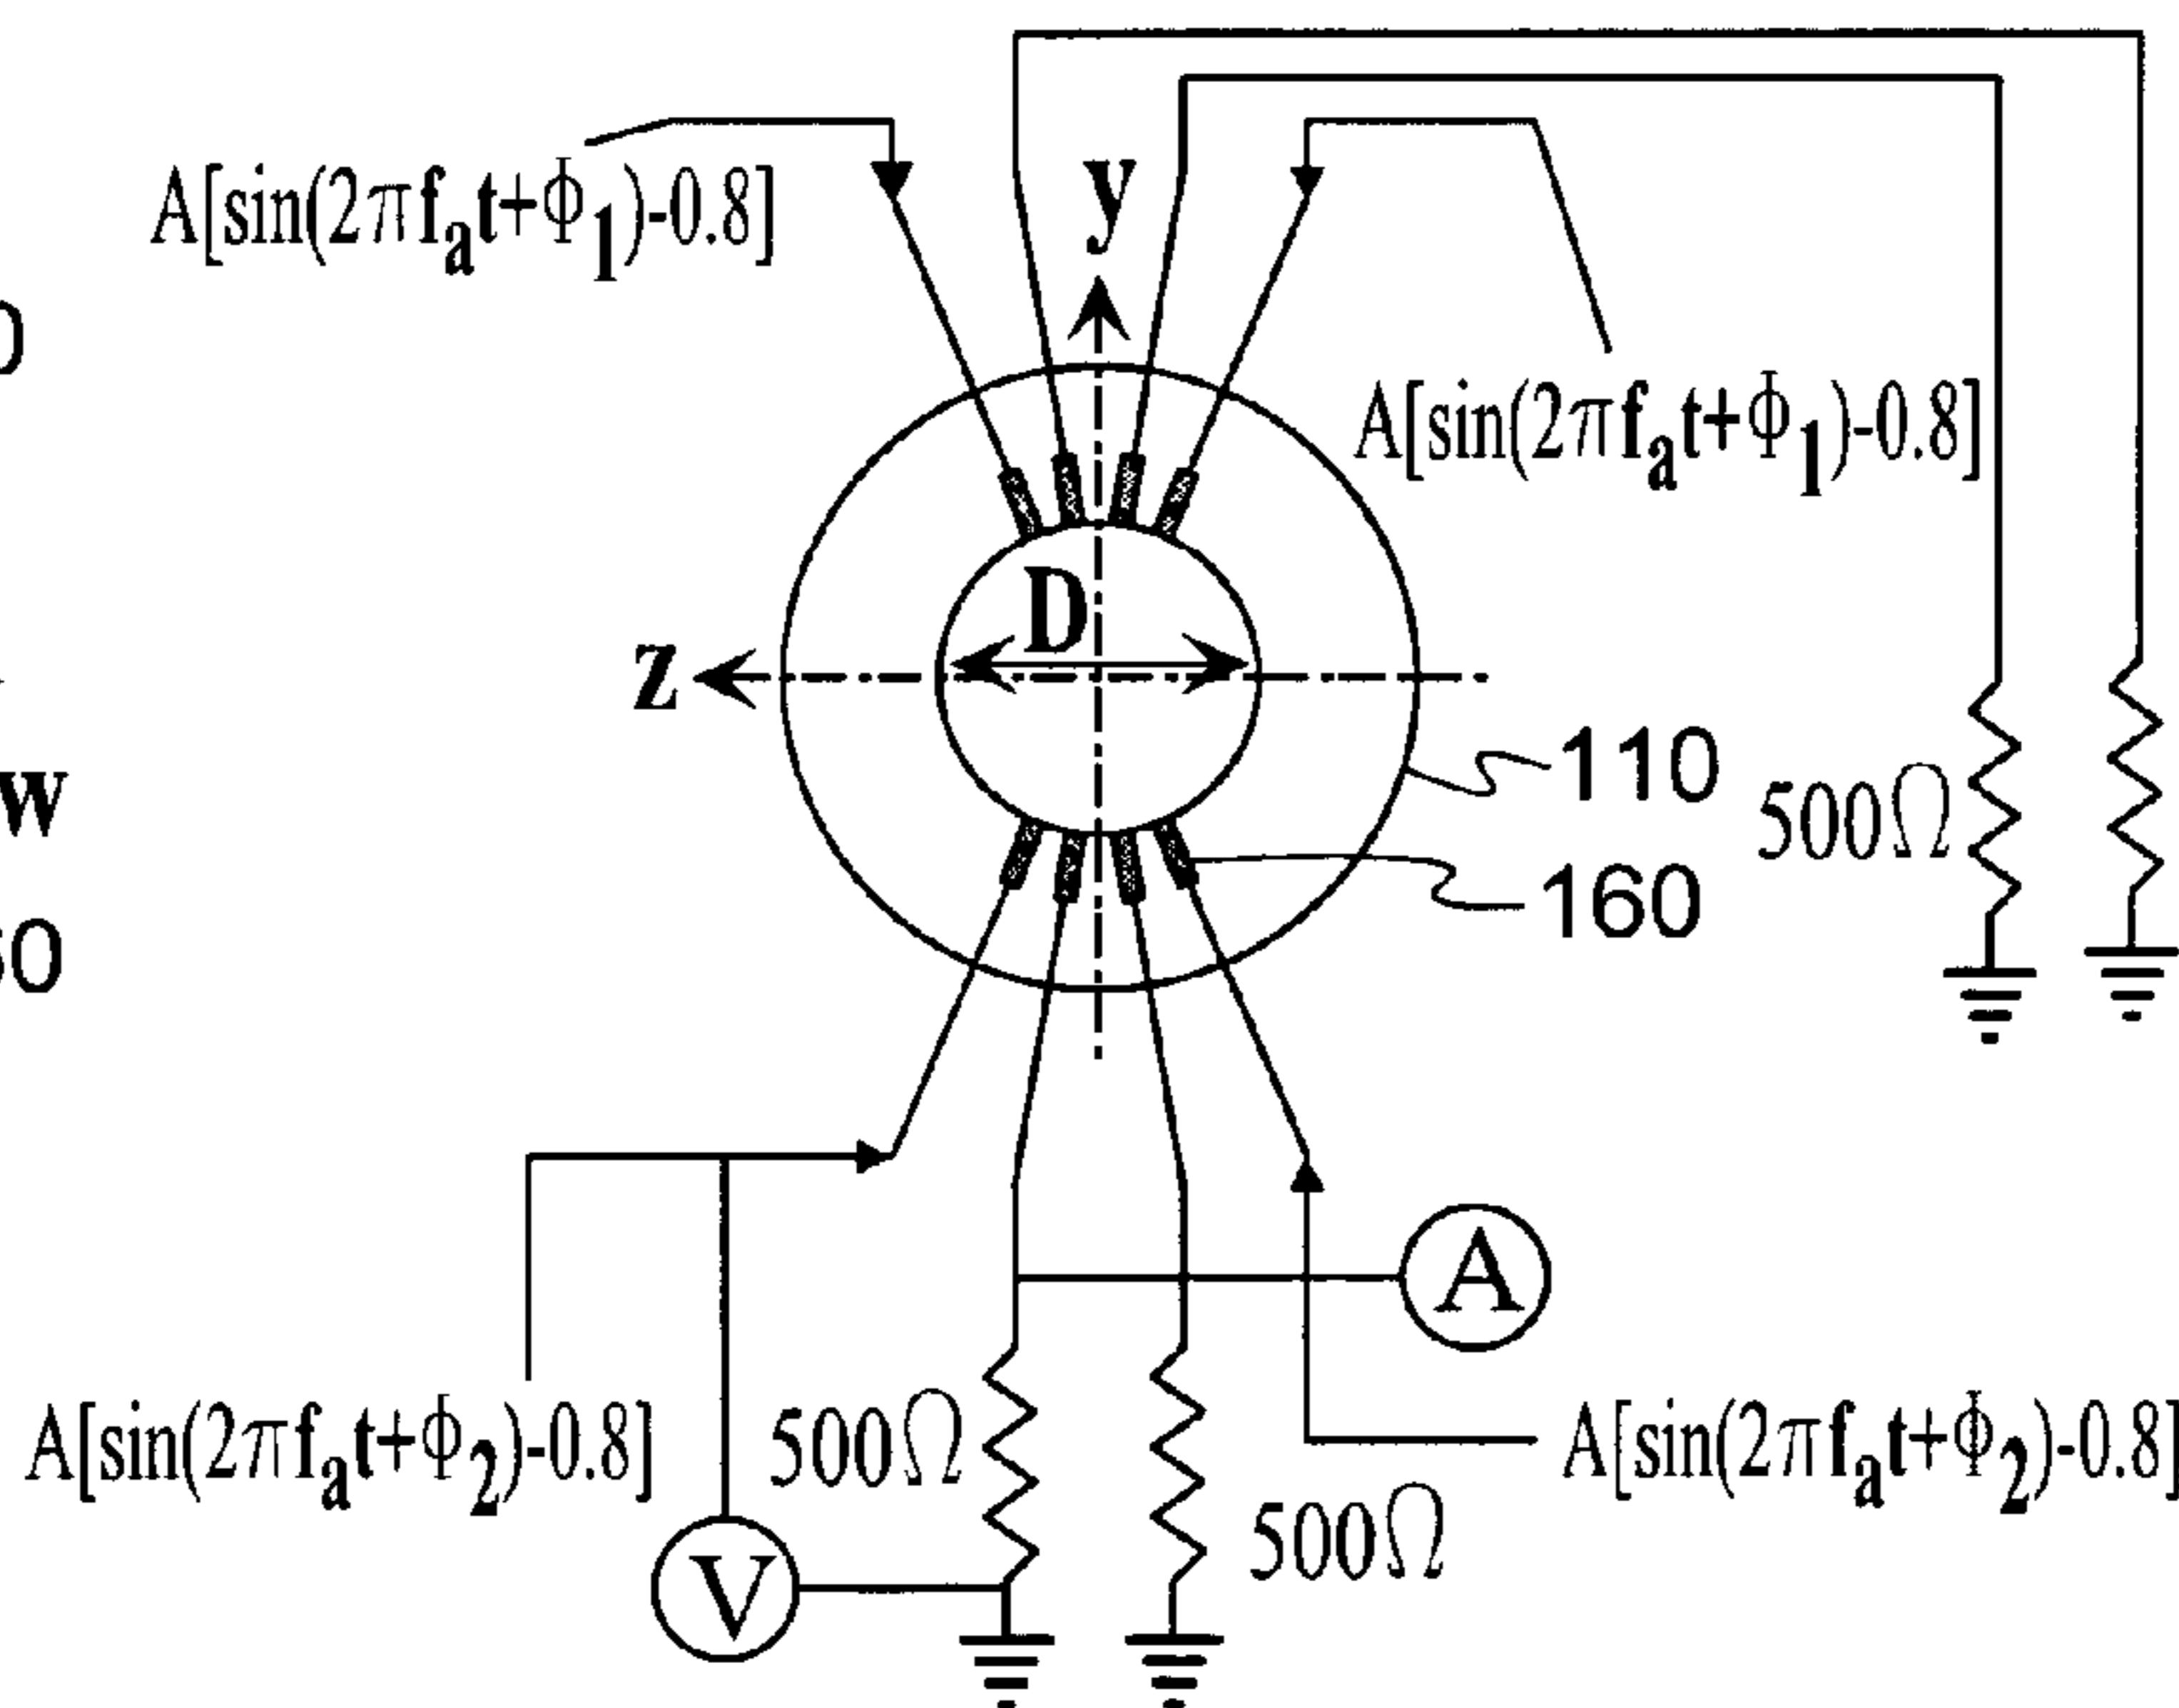 A[sin(2πfₐt+Φ₁)-0.8]
y
A[sin(2πfₐt+Φ₁)-0.8]
D
z
110
500Ω
w
160
A[sin(2πfₐt+Φ₂)-0.8]
500Ω
A
A[sin(2πfₐt+Φ₂)-0.8]
500Ω
V